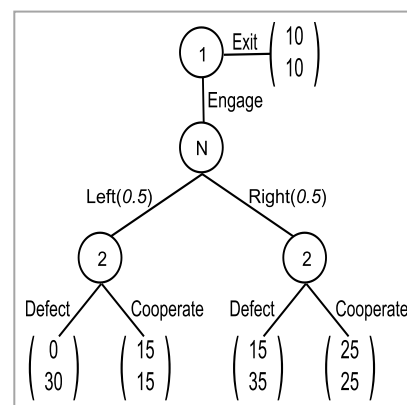 1 Exit 10
10
Engage
N
Left(0.5) Right(0.5)
2 2
Defect Cooperate Defect Cooperate
0 15 15 25
30 15 35 25